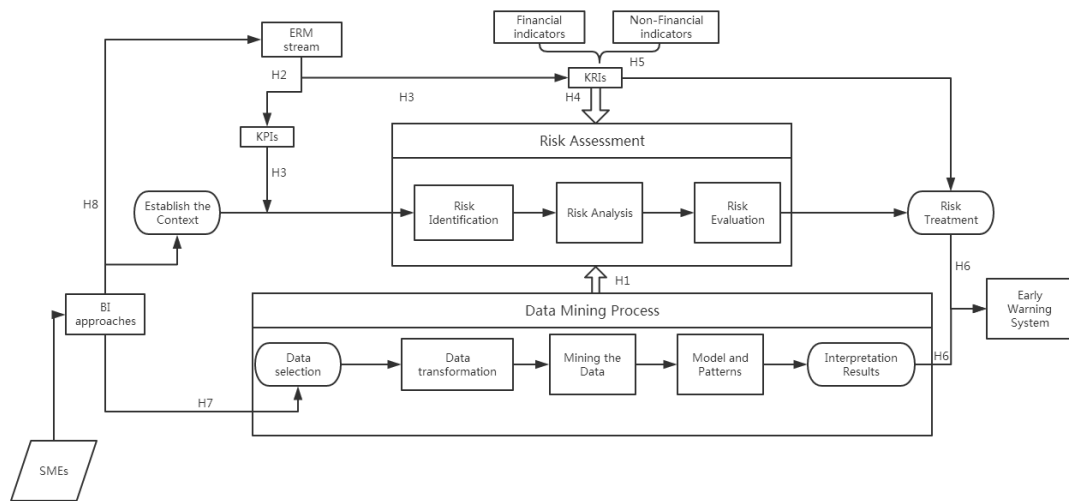 ERM
stream
Financial
indicators
Non-Financial
indicators
H2
KRIs
H5
H3
H4
KPIs
Risk Assessment
H3
H8
Establish the
Context
Risk
Identification
Risk Analysis
Risk
Evaluation
Risk
Treatment
H6
H1
BI
approaches
Data Mining Process
Early
Warning
System
Data
selection
Data
transformation
Mining the
Data
Model and
Patterns
Interpretation
Results
H6
H7
SMEs